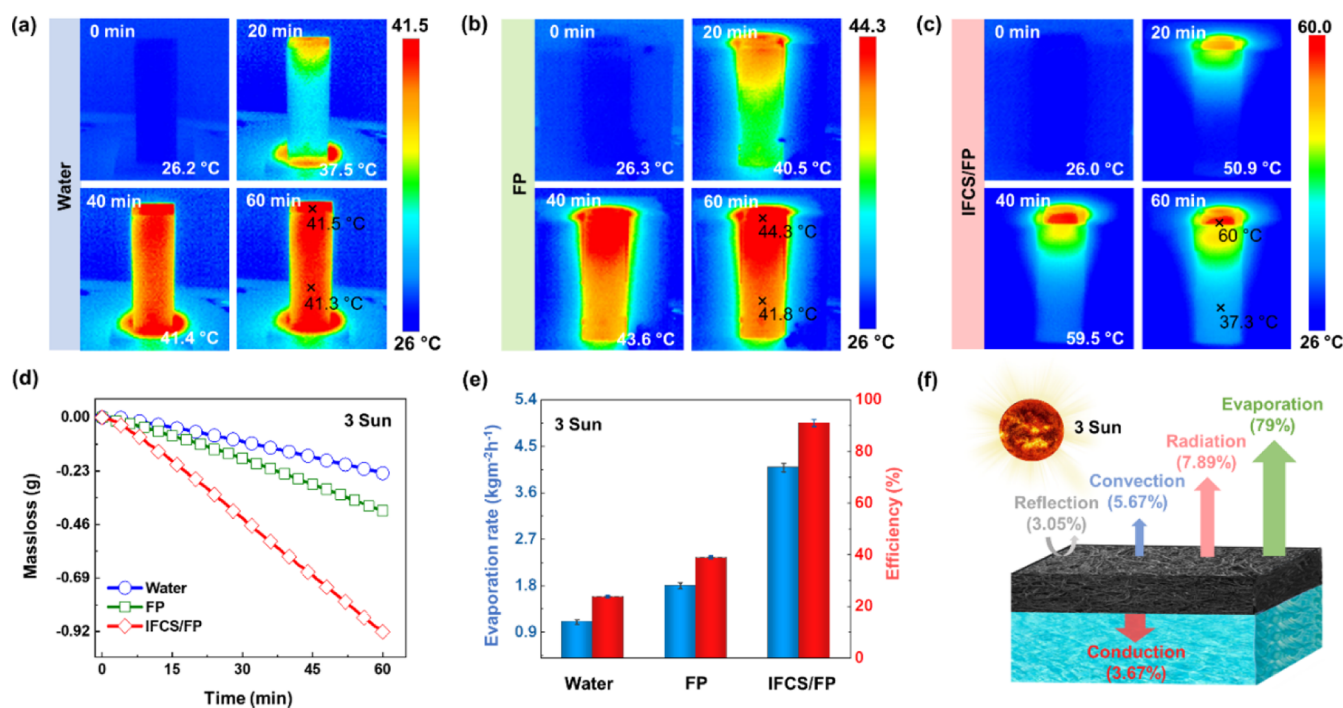 (a)
Water
0 min
26.2 °C
20 min
37.5 °C
40 min
41.4 °C
60 min
41.5 °C
41.3 °C
41.5
26 °C
(b)
FP
0 min
26.3 °C
20 min
40.5 °C
40 min
43.6 °C
60 min
44.3 °C
41.8 °C
44.3
26 °C
(c)
IFCS/FP
0 min
26.0 °C
20 min
50.9 °C
40 min
59.5 °C
60 min
60 °C
37.3 °C
60.0
26 °C
(d)
3 Sun
Massloss (g)
0.00
-0.23
-0.46
-0.69
-0.92
Water
FP
IFCS/FP
0 15 30 45 60
Time (min)
(e)
3 Sun
Evaporation rate (kgm-2h-1)
5.4
4.5
3.6
2.7
1.8
0.9
Efficiency (%)
100
80
60
40
20
0
Water FP IFCS/FP
(f)
3 Sun
Evaporation
(79%)
Radiation
(7.89%)
Convection
(5.67%)
Reflection
(3.05%)
Conduction
(3.67%)